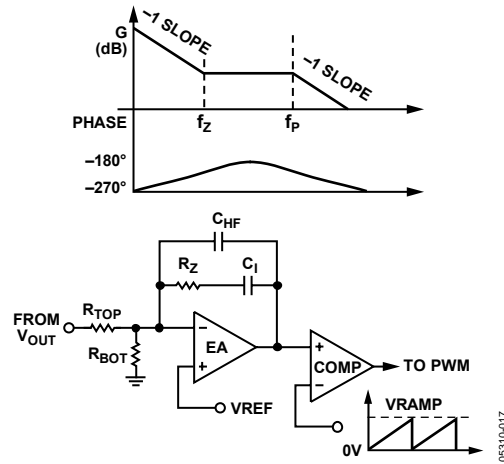 G
(dB)
–1 SLOPE
–1 SLOPE
PHASE
fZ
fP
–180°
–270°
CHF
RZ
CI
RTOP
FROM
VOUT
RBOT
–
+
EA
VREF
+
–
COMP
TO PWM
VRAMP
0V
05310-017